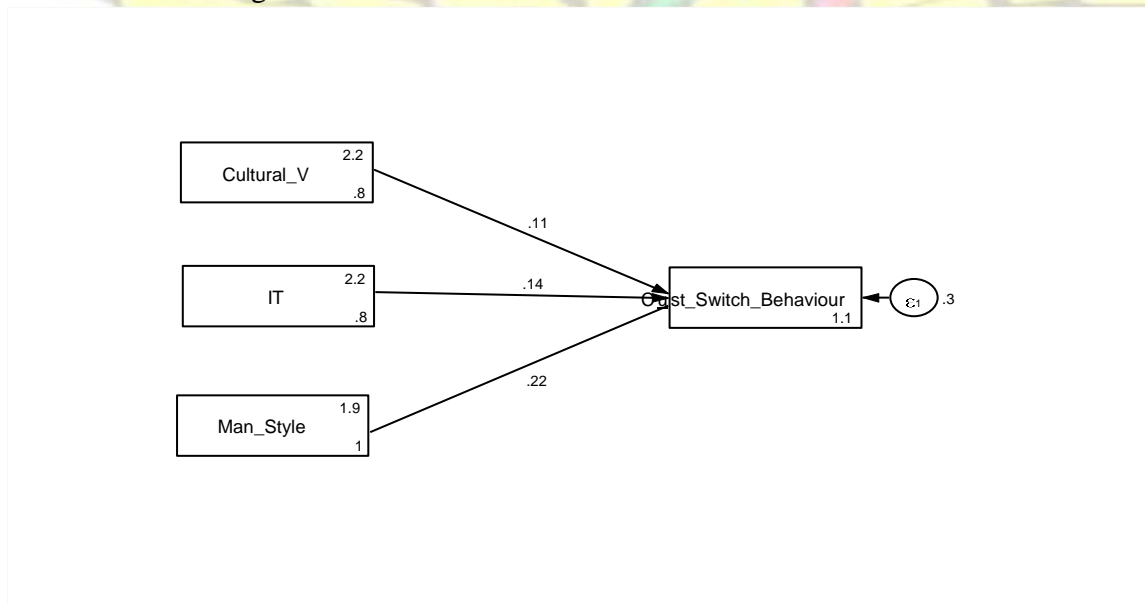 2.2
Cultural_V
.8
.11
2.2
IT
.8
.14
Cust_Switch_Behaviour
1.1
ε1
.3
1.9
Man_Style
1
.22